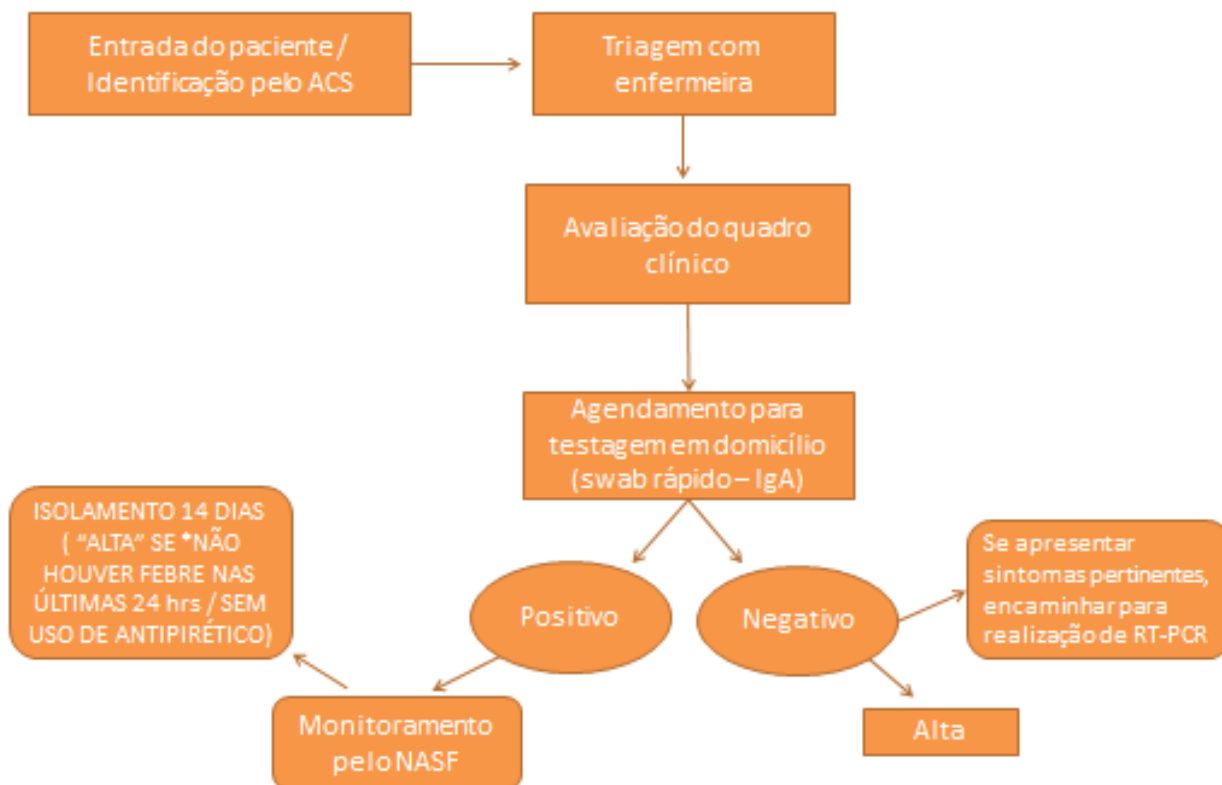 Entrada do paciente /
Identificação pelo ACS
Triagem com
enfermeira
Avaliação do quadro
clínico
Agendamento para
testagem em domicílio
(swab rápido – IgA)
Positivo
Negativo
Se apresentar
sintomas pertinentes,
encaminhar para
realização de RT-PCR
Alta
Monitoramento
pelo NASF
ISOLAMENTO 14 DIAS
( “ALTA” SE *NÃO
HOUVER FEBRE NAS
ÚLTIMAS 24 hrs / SEM
USO DE ANTIPIRÉTICO)